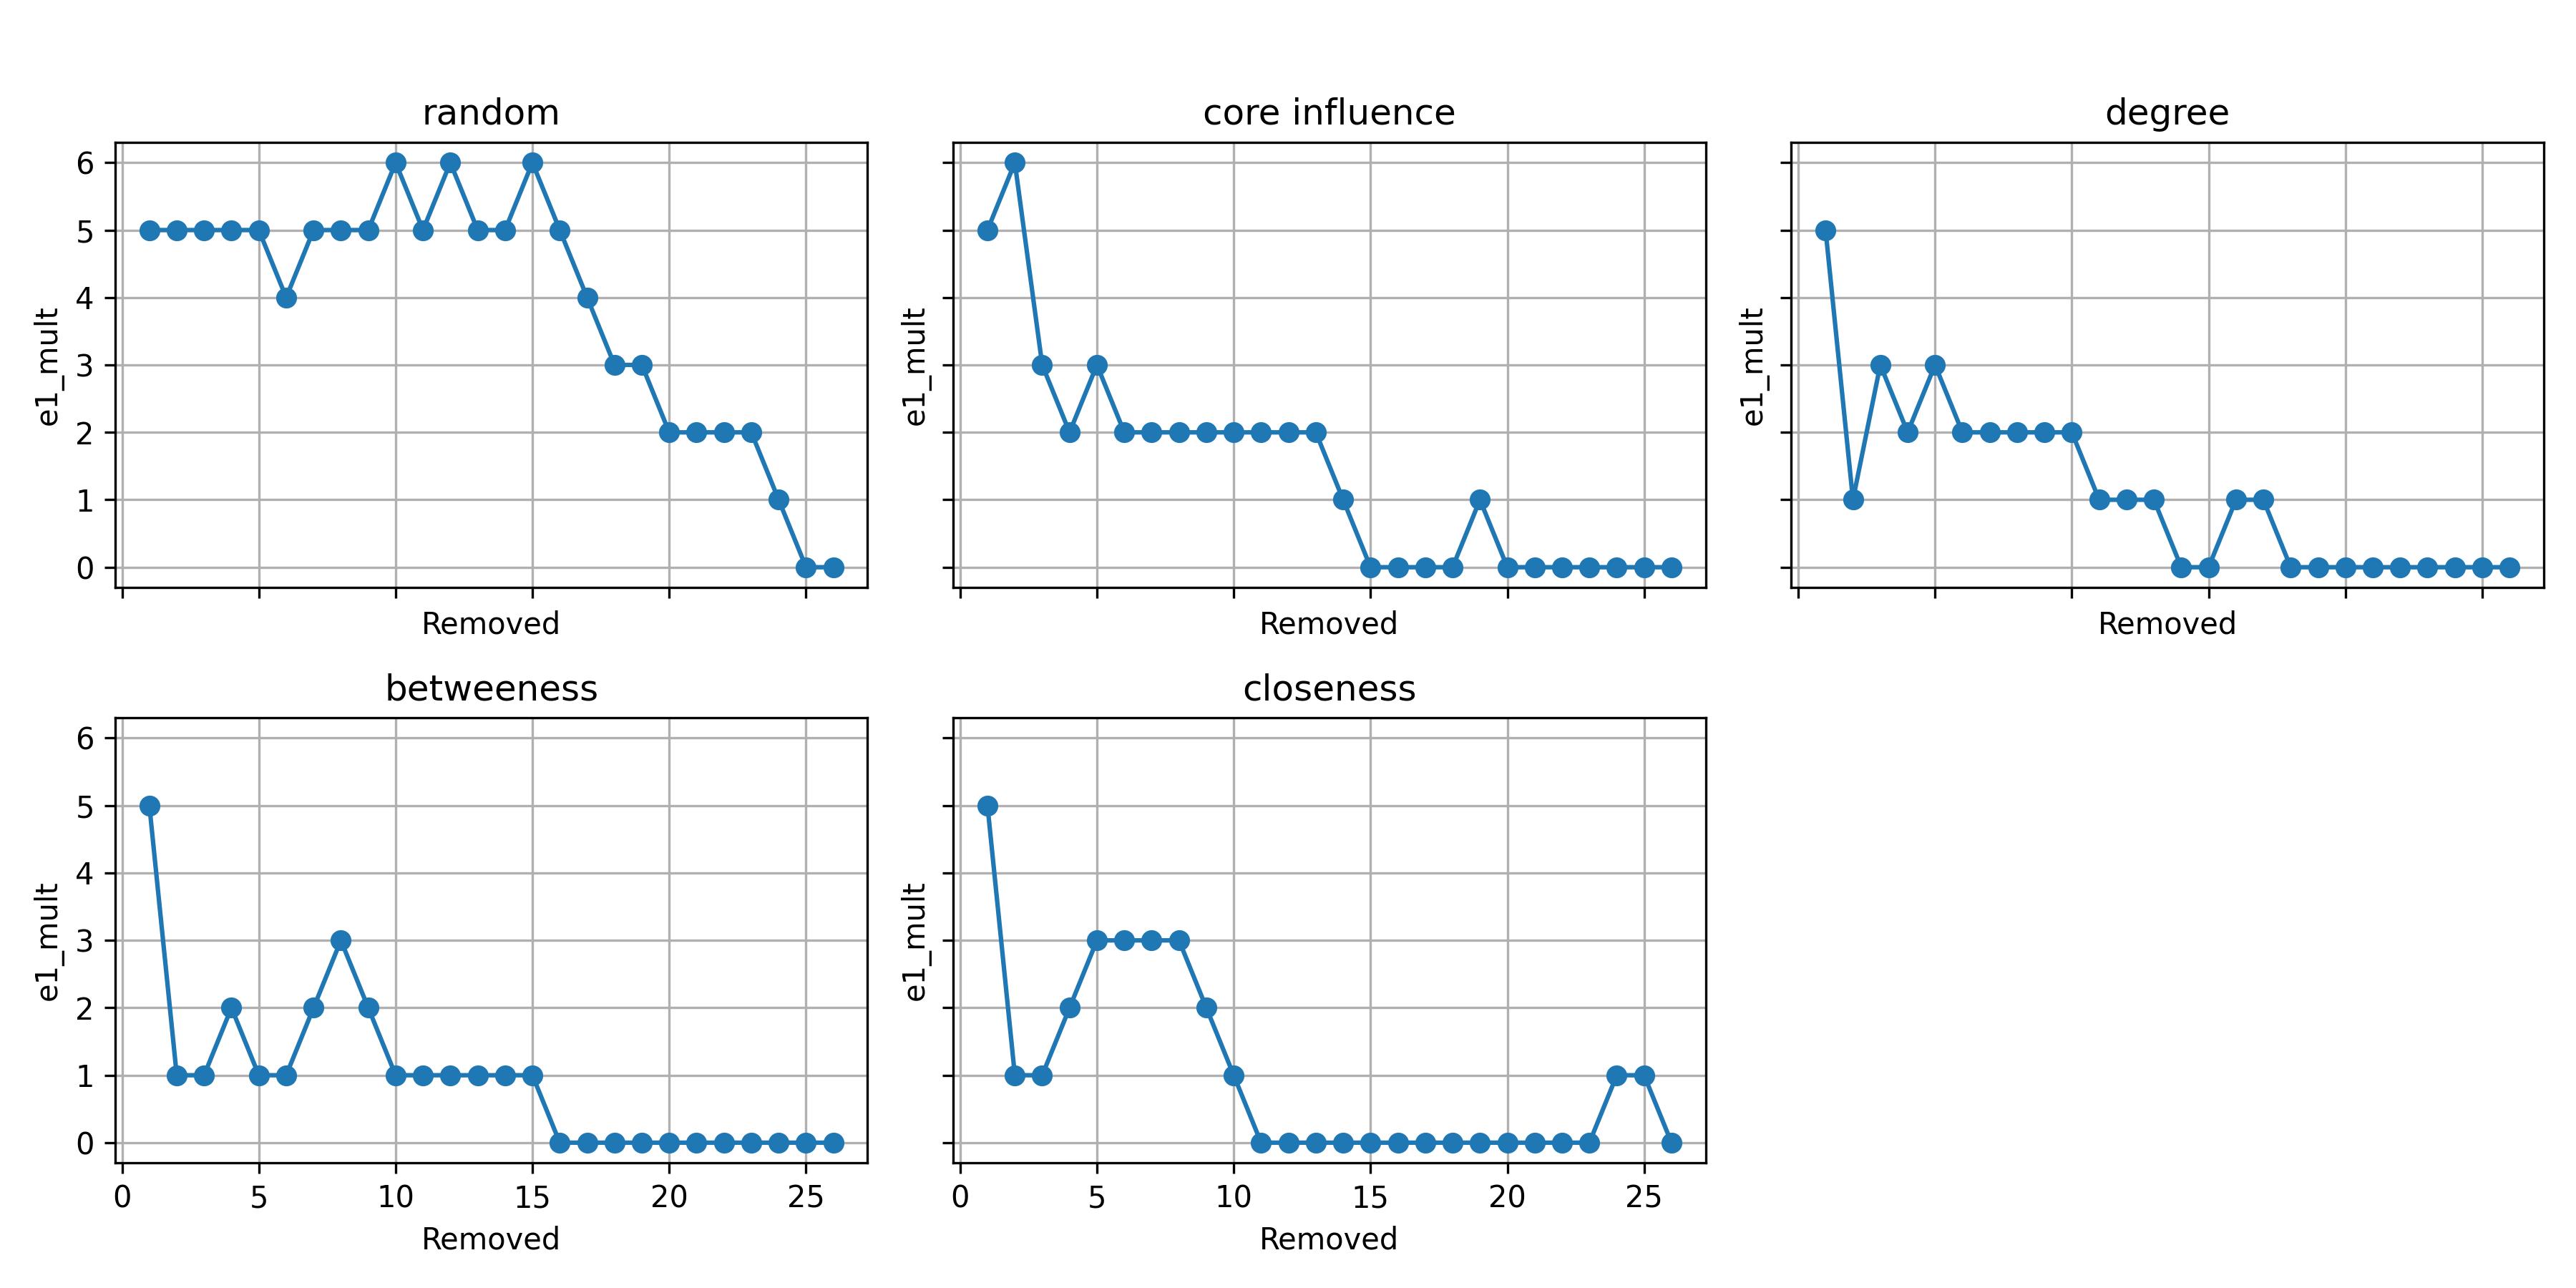 random
core influence
degree
6
5
4
3
2
1
0
e1_mult
e1_mult
e1_mult
Removed
Removed
Removed
betweeness
closeness
6
5
4
3
2
1
0
e1_mult
e1_mult
0 5 10 15 20 25
0 5 10 15 20 25
Removed
Removed